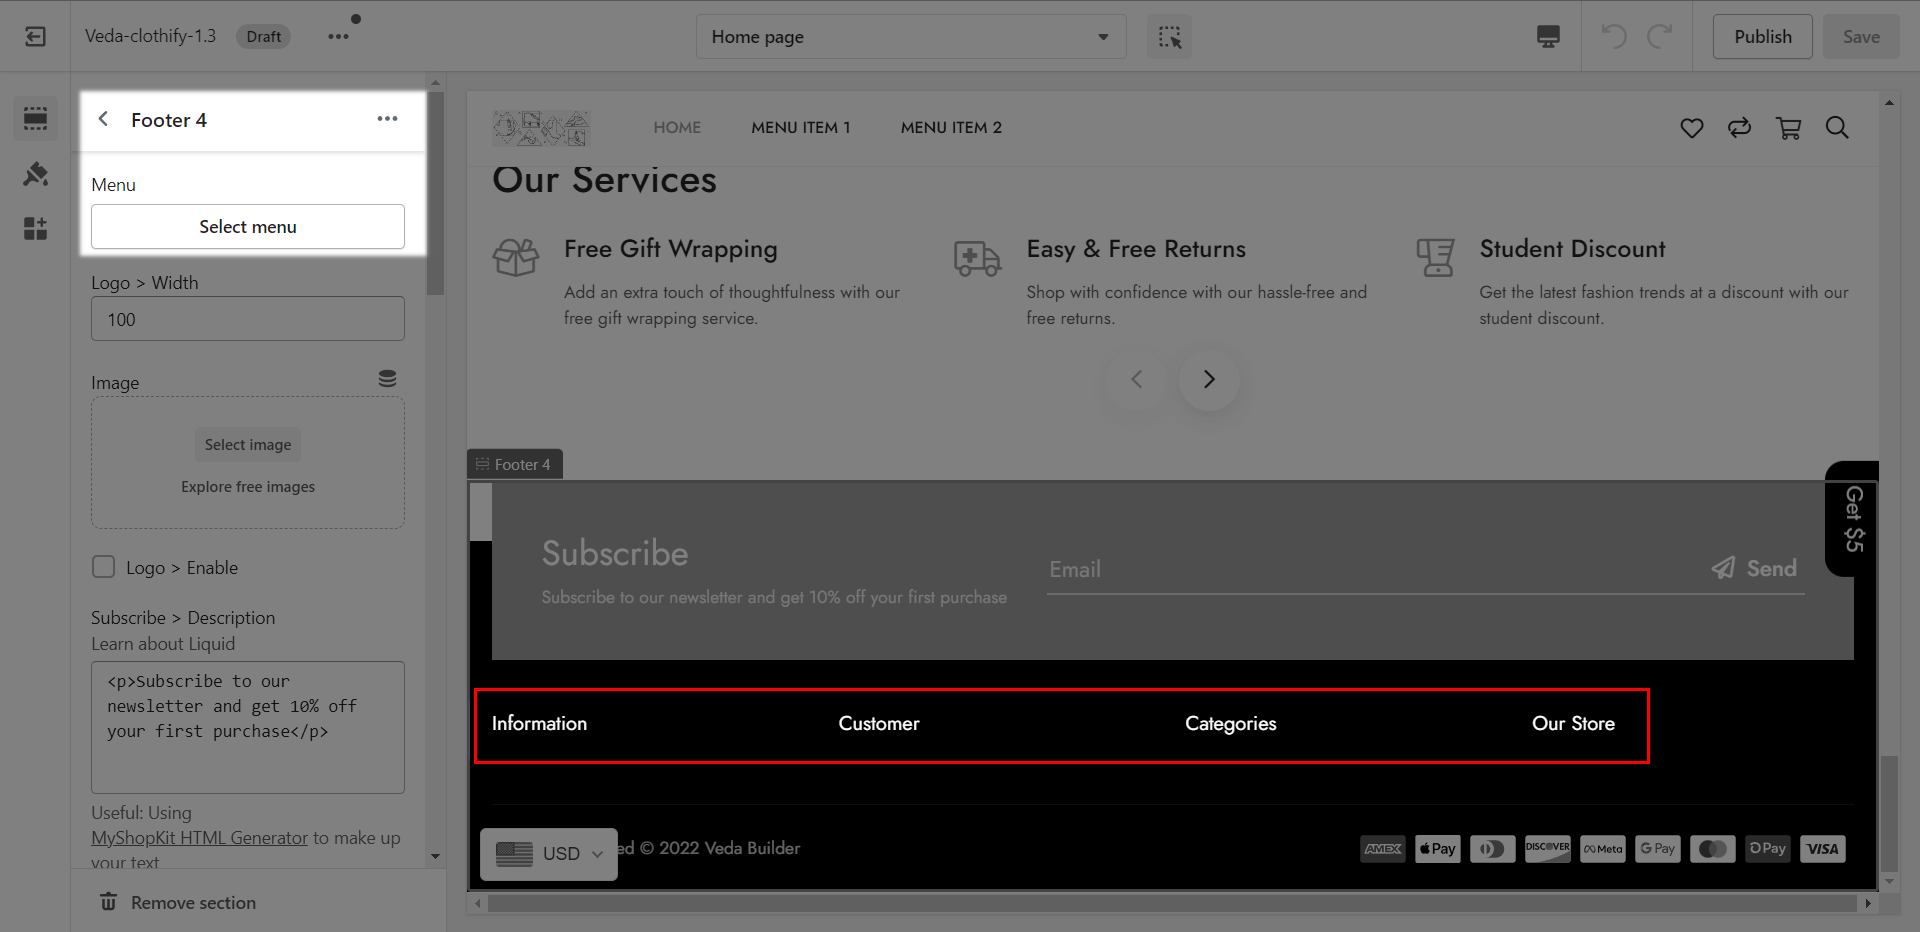 Veda-clothify-1.3
Draft
Home page
Publish
Save
Footer 4
Menu
Select menu
Logo > Width
100
Image
Select image
Explore free images
Logo > Enable
Subscribe > Description
Learn about Liquid
<p>Subscribe to our
newsletter and get 10% off
your first purchase</p>
Useful: Using
MyShopKit HTML Generator to make up
your text
Remove section
HOME
MENU ITEM 1
MENU ITEM 2
Our Services
Free Gift Wrapping
Add an extra touch of thoughtfulness with our
free gift wrapping service.
Easy & Free Returns
Shop with confidence with our hassle-free and
free returns.
Student Discount
Get the latest fashion trends at a discount with our
student discount.
Footer 4
Get $5
Subscribe
Subscribe to our newsletter and get 10% off your first purchase
Email
Send
Information
Customer
Categories
Our Store
USD
ed © 2022 Veda Builder
AMEX
Pay
DISCOVER
Meta
G Pay
OPay
VISA